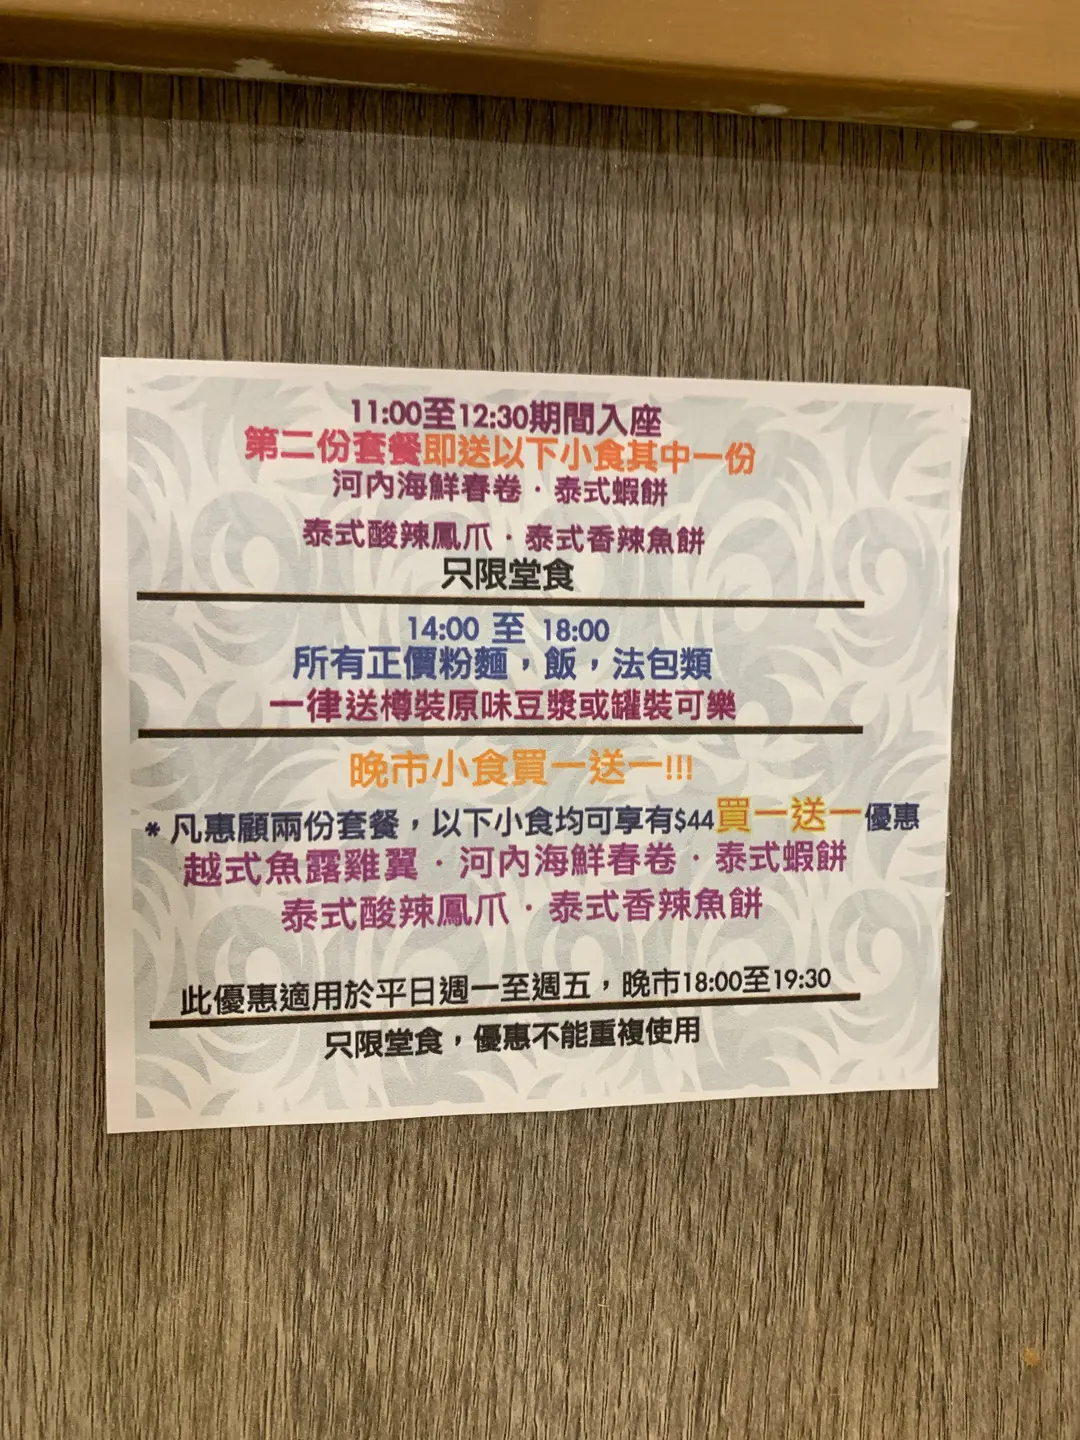 11:00至12:30期間入座
第二份套餐即送以下小食其中一份
河內海鮮春卷．泰式蝦餅
泰式酸辣鳳爪．泰式香辣魚餅
只限堂食
14:00 至 18:00
所有正價粉麵，飯，法包類
一律送樽裝原味豆漿或罐裝可樂
晚市小食買一送一!!!
* 凡惠顧兩份套餐，以下小食均可享有$44買一送一優惠
越式魚露雞翼．河內海鮮春卷．泰式蝦餅
泰式酸辣鳳爪．泰式香辣魚餅
此優惠適用於平日週一至週五，晚市18:00至19:30
只限堂食，優惠不能重複使用